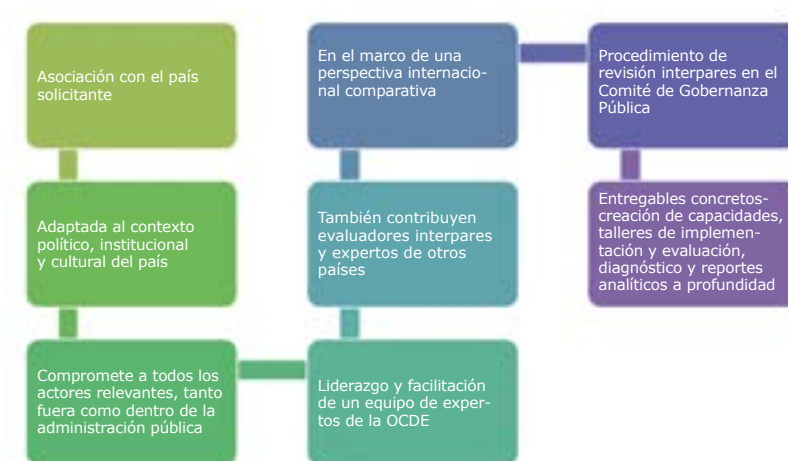 Asociación con el país
solicitante
Adaptada al contexto
político, institucional
y cultural del país
Compromete a todos los
actores relevantes, tanto
fuera como dentro de la
administración pública
Liderazgo y facilitación
de un equipo de exper-
tos de la OCDE
También contribuyen
evaluadores interpares
y expertos de otros
países
En el marco de una
perspectiva internacio-
nal comparativa
Procedimiento de
revisión interpares en el
Comité de Gobernanza
Pública
Entregables concretos-
creación de capacidades,
talleres de implemen-
tación y evaluación,
diagnóstico y reportes
analíticos a profundidad